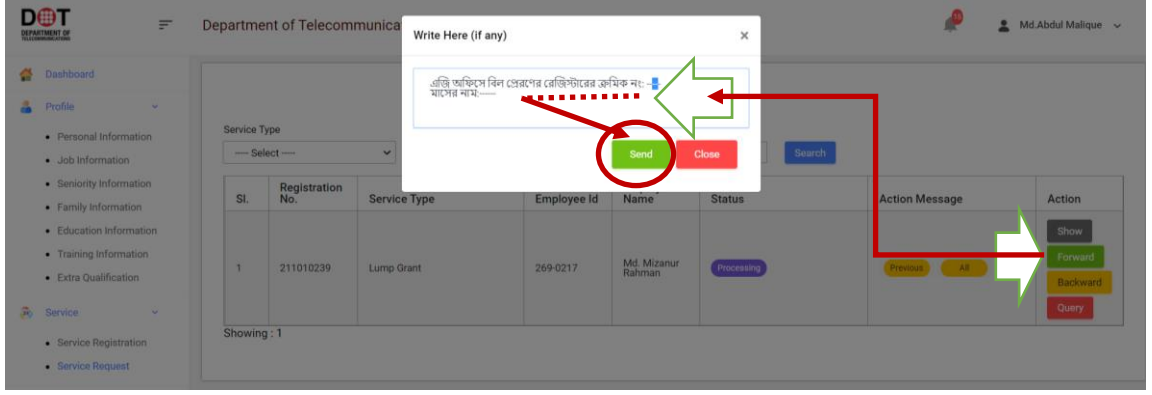 DOT
DEPARTMENT OF
TELECOMMUNICATIONS
Department of Telecommunica
16
Md.Abdul Malique
Write Here (if any)
×
এজি অফিসে বিল প্রেরণের রেজিস্টারের ক্রমিক নং: ---
মাসের নাম:-----
Send
Close
Dashboard
Profile
Personal Information
Job Information
Seniority Information
Family Information
Education Information
Training Information
Extra Qualification
Service
Service Registration
Service Request
Service Type
---- Select ----
Search
Sl.
Registration No.
Service Type
Employee Id
Name
Status
Action Message
Action
1
211010239
Lump Grant
269-0217
Md. Mizanur Rahman
Processing
Previous
All
Show
Forward
Backward
Query
Showing : 1